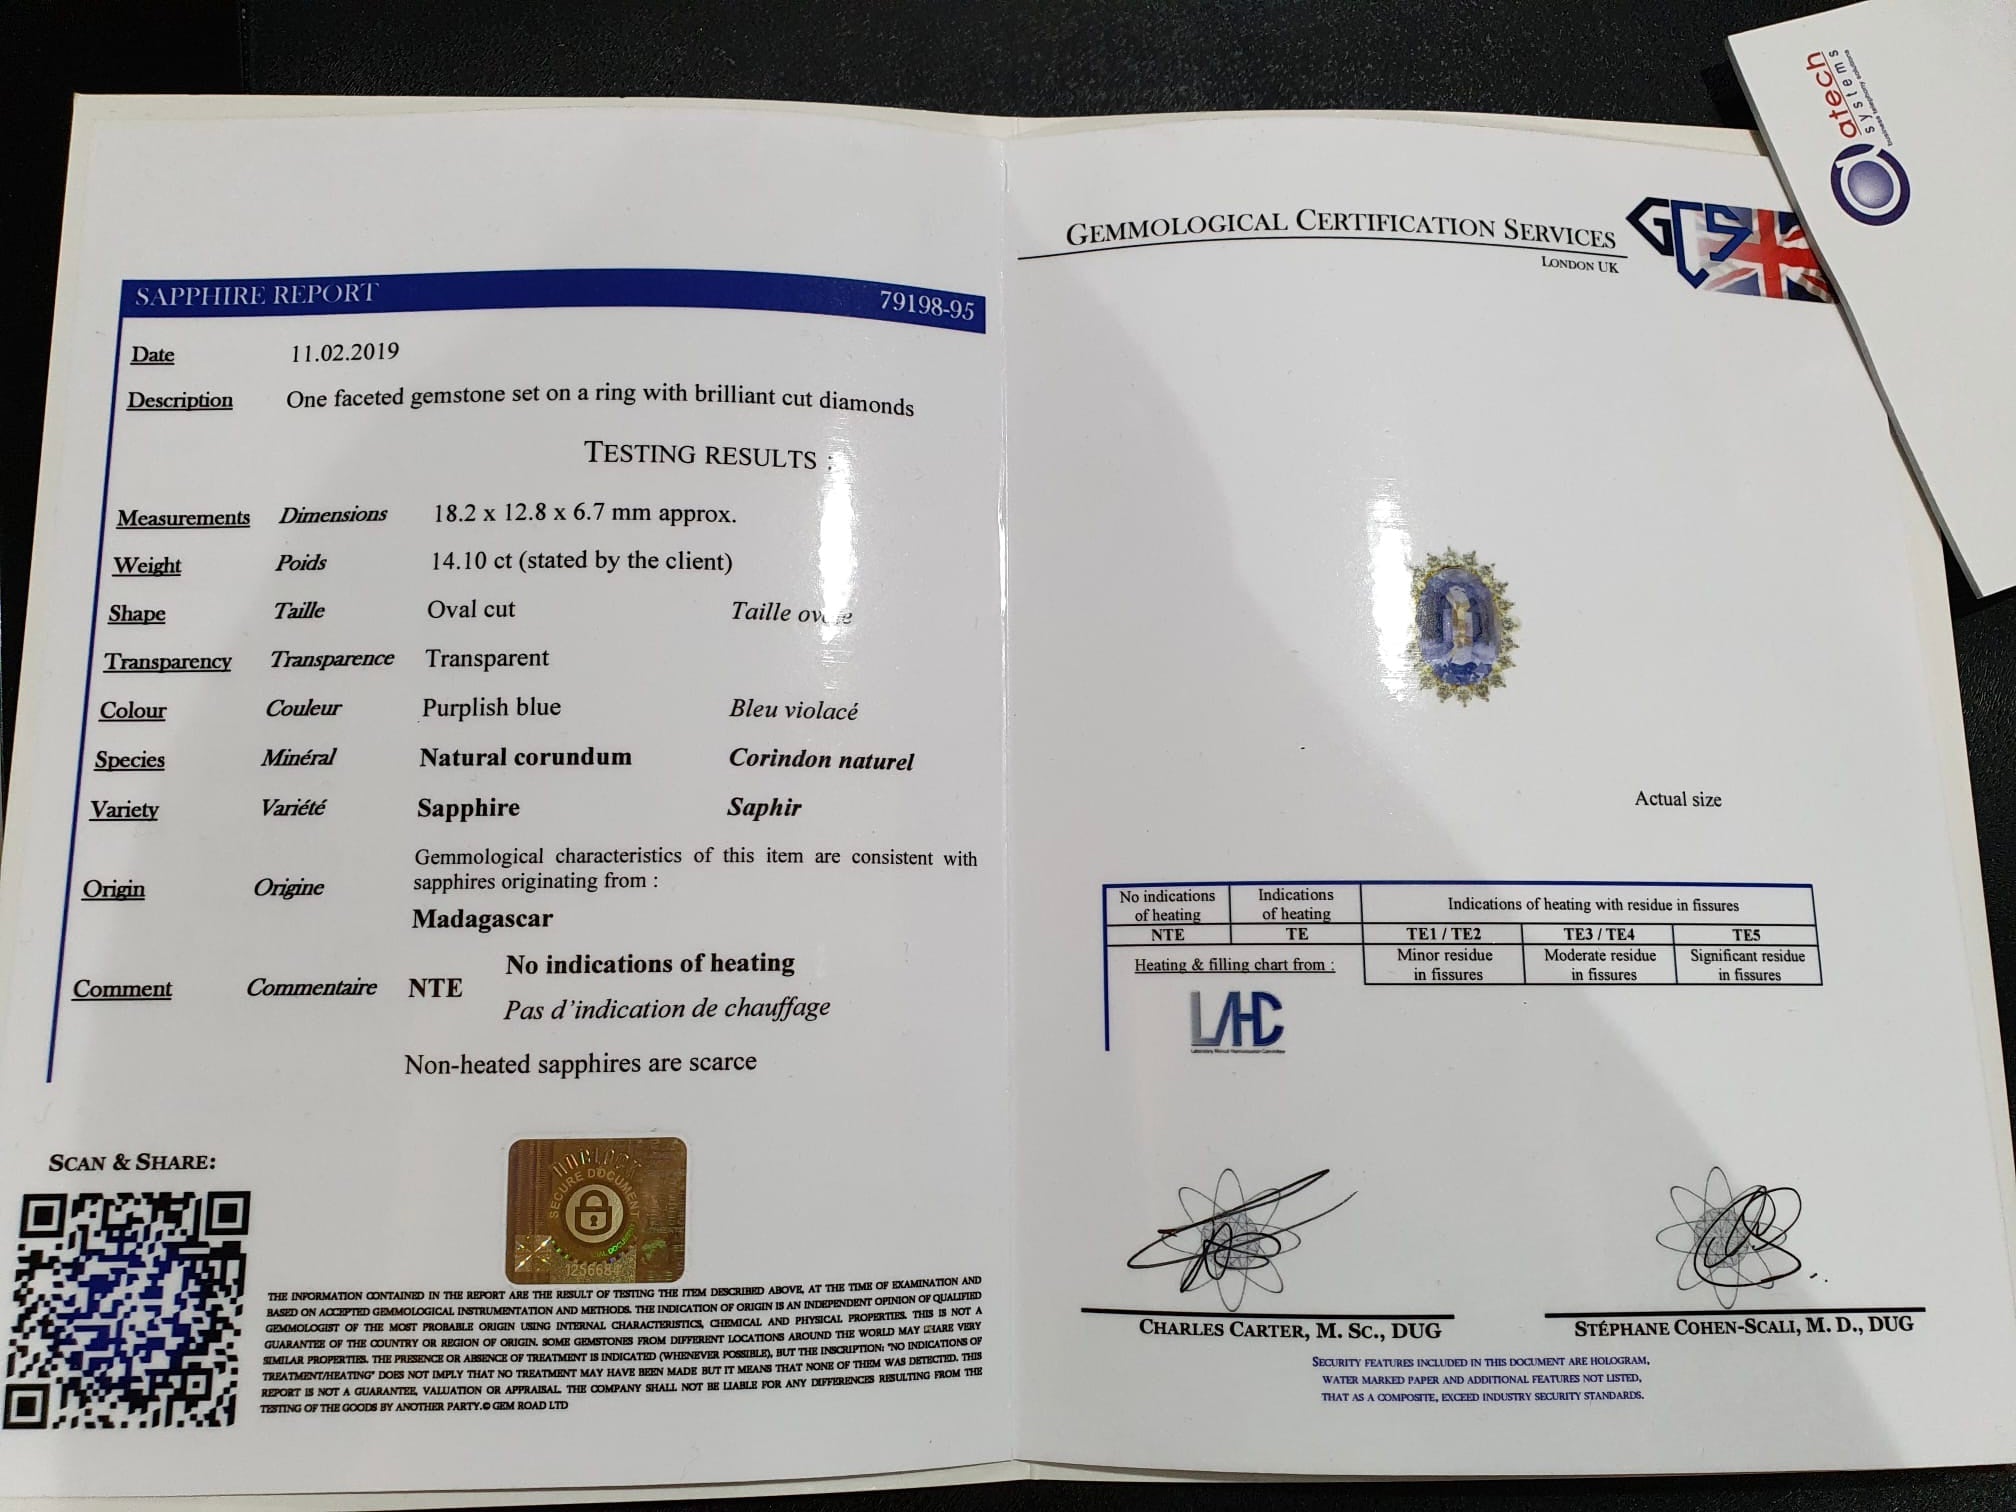 SAPPHIRE REPORT 79198-95
Date 11.02.2019
Description One faceted gemstone set on a ring with brilliant cut diamonds
TESTING RESULTS :
Measurements Dimensions 18.2 x 12.8 x 6.7 mm approx.
Weight Poids 14.10 ct (stated by the client)
Shape Taille Oval cut Taille ovale
Transparency Transparence Transparent
Colour Couleur Purplish blue Bleu violacé
Species Minéral Natural corundum Corindon naturel
Variety Variété Sapphire Saphir
Gemmological characteristics of this item are consistent with
sapphires originating from :
Origin Origine
Madagascar
No indications of heating
Comment Commentaire NTE
Pas d'indication de chauffage
Non-heated sapphires are scarce
SCAN & SHARE:
SECURE DOCUMENT
125668
THE INFORMATION CONTAINED IN THE REPORT ARE THE RESULT OF TESTING THE ITEM DESCRIBED ABOVE, AT THE TIME OF EXAMINATION AND
BASED ON ACCEPTED GEMMOLOGICAL INSTRUMENTATION AND METHODS. THE INDICATION OF ORIGIN IS AN INDEPENDENT OPINION OF QUALIFIED
GEMMOLOGIST OF THE MOST PROBABLE ORIGIN USING INTERNAL CHARACTERISTICS, CHEMICAL AND PHYSICAL PROPERTIES. THIS IS NOT A
GUARANTEE OF THE COUNTRY OR REGION OF ORIGIN. SOME GEMSTONES FROM DIFFERENT LOCATIONS AROUND THE WORLD MAY SHARE VERY
SIMILAR PROPERTIES. THE PRESENCE OR ABSENCE OF TREATMENT IS INDICATED (WHENEVER POSSIBLE), BUT THE INSCRIPTION: "NO INDICATIONS OF
TREATMENT/HEATING" DOES NOT IMPLY THAT NO TREATMENT MAY HAVE BEEN MADE BUT IT MEANS THAT NONE OF THEM WAS DETECTED. THIS
REPORT IS NOT A GUARANTEE, VALUATION OR APPRAISAL. THE COMPANY SHALL NOT BE LIABLE FOR ANY DIFFERENCES RESULTING FROM THE
TESTING OF THE GOODS BY ANOTHER PARTY.© GEM ROAD LTD
GEMMOLOGICAL CERTIFICATION SERVICES
LONDON UK
GCS
atech
systems
business telephony solutions
Actual size
No indications of heating
Indications of heating
Indications of heating with residue in fissures
NTE TE TE1 / TE2 TE3 / TE4 TE5
Heating & filling chart from :
Minor residue in fissures
Moderate residue in fissures
Significant residue in fissures
LMHC
CHARLES CARTER, M. SC., DUG
STÉPHANE COHEN-SCALI, M. D., DUG
SECURITY FEATURES INCLUDED IN THIS DOCUMENT ARE HOLOGRAM,
WATER MARKED PAPER AND ADDITIONAL FEATURES NOT LISTED,
THAT AS A COMPOSITE, EXCEED INDUSTRY SECURITY STANDARDS.